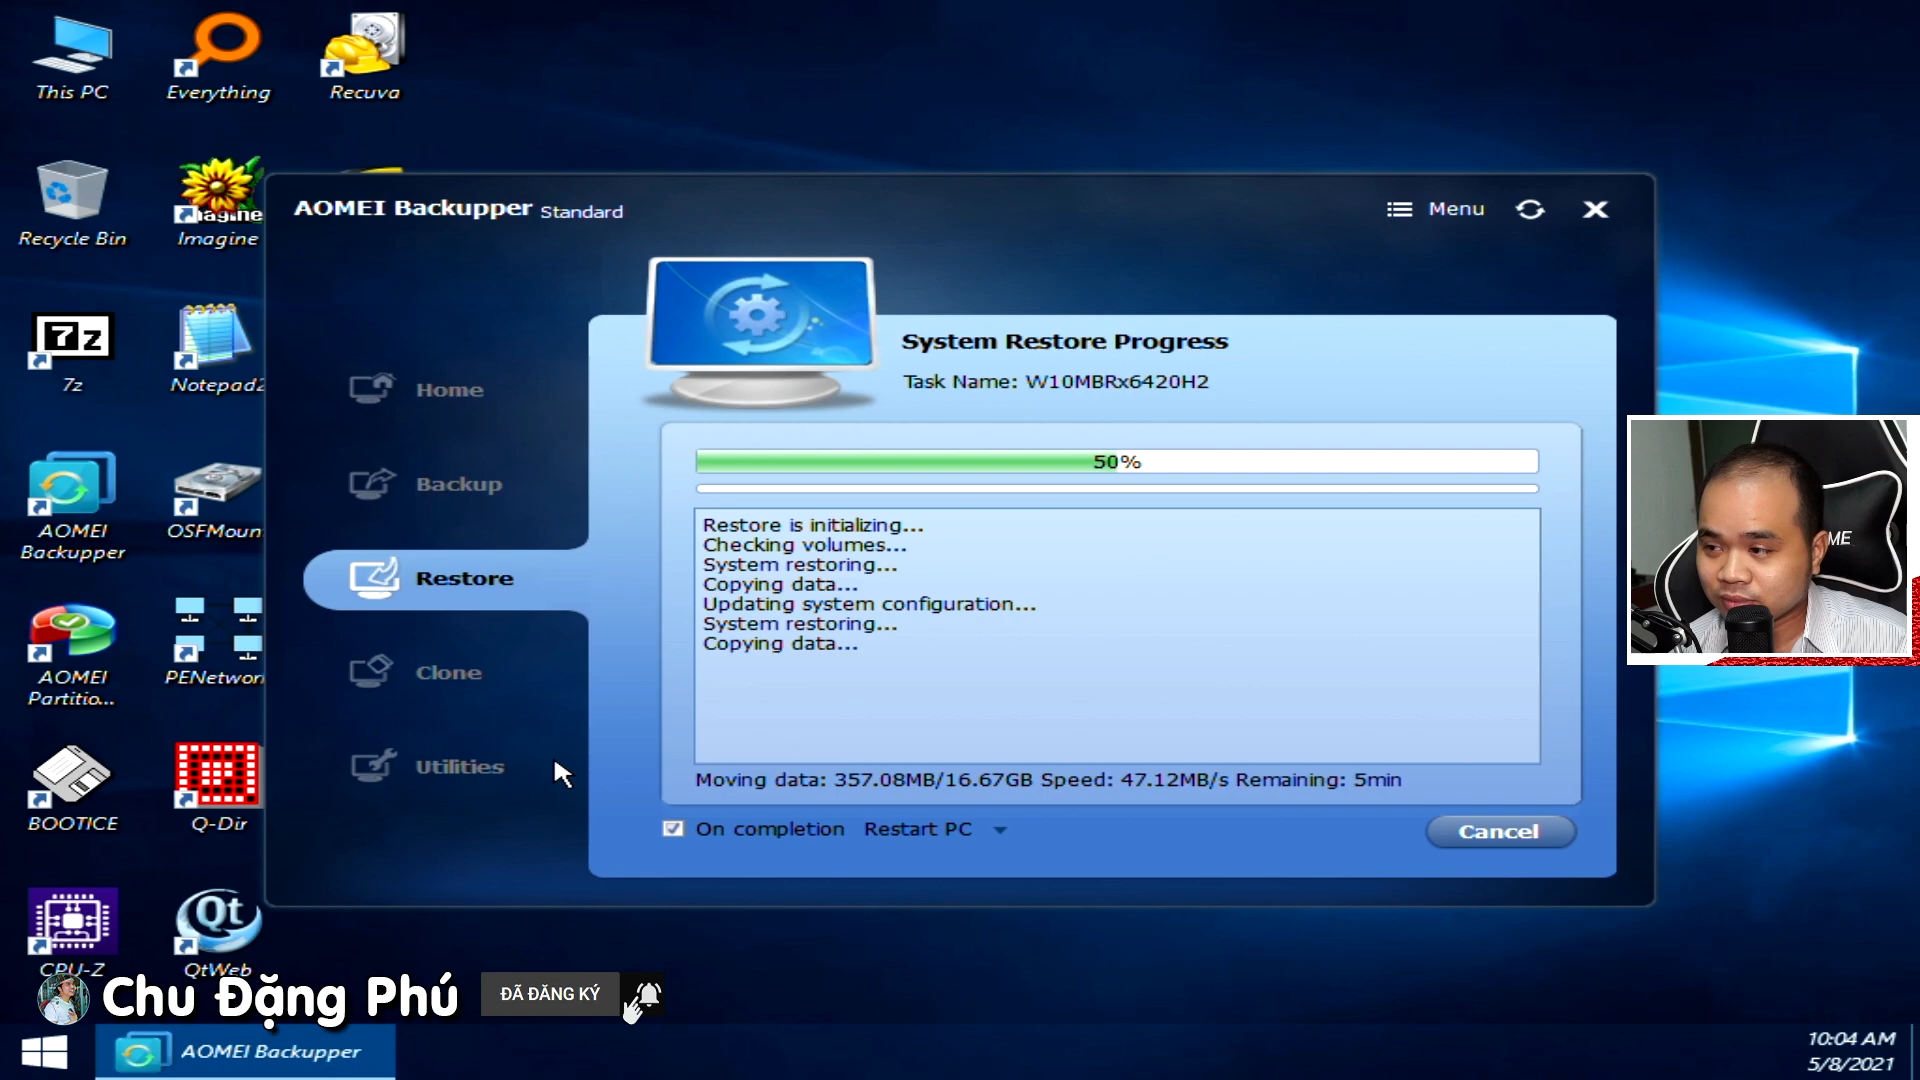 This PC
Everything
Recuva
Recycle Bin
Imagine
7z
Notepad2
AOMEI
Backupper
OSFMoun
AOMEI
Partitio...
PENetwor
BOOTICE
Q-Dir
CPU-Z
QtWeb
AOMEI Backupper Standard
Menu
Home
Backup
Restore
Clone
Utilities
System Restore Progress
Task Name: W10MBRx6420H2
50%
Restore is initializing...
Checking volumes...
System restoring...
Copying data...
Updating system configuration...
System restoring...
Copying data...
Moving data: 357.08MB/16.67GB Speed: 47.12MB/s Remaining: 5min
On completion Restart PC
Cancel
ME
Chu Đặng Phú
ĐÃ ĐĂNG KÝ
AOMEI Backupper
10:04 AM
5/8/2021